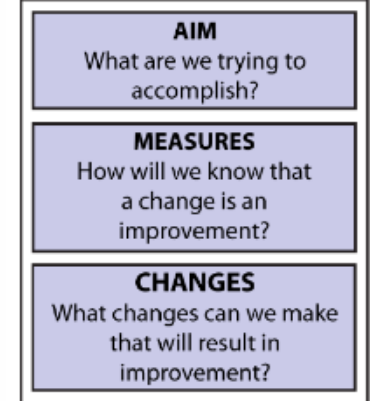 AIM
What are we trying to
accomplish?
MEASURES
How will we know that
a change is an
improvement?
CHANGES
What changes can we make
that will result in
improvement?